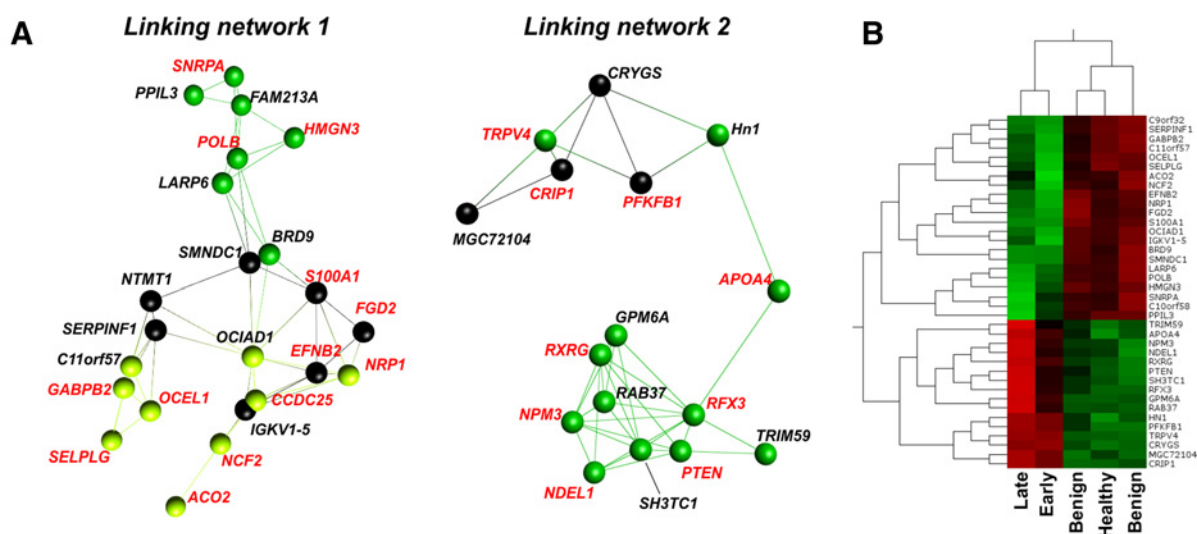 A
Linking network 1
Linking network 2
B
SNRPA
PPIL3
FAM213A
HMGN3
POLB
LARP6
BRD9
SMNDC1
S100A1
NTMT1
FGD2
SERPINF1
OCIAD1
C11orf57
EFNB2
NRP1
GABPB2
OCEL1
CCDC25
IGKV1-5
SELPLG
NCF2
ACO2
CRYGS
TRPV4
Hn1
CRIP1
PFKFB1
MGC72104
APOA4
GPM6A
RXRG
RAB37
RFX3
NPM3
TRIM59
PTEN
NDEL1
SH3TC1
C9orf32
SERPINF1
GABPB2
C11orf57
OCEL1
SELPLG
ACO2
NCF2
EFNB2
NRP1
FGD2
S100A1
OCIAD1
IGKV1-5
BRD9
SMNDC1
LARP6
POLB
HMGN3
SNRPA
C10orf58
PPIL3
TRIM59
APOA4
NPM3
NDEL1
RXRG
PTEN
SH3TC1
RFX3
GPM6A
RAB37
HN1
PFKFB1
TRPV4
CRYGS
MGC72104
CRIP1
Late
Early
Benign
Healthy
Benign